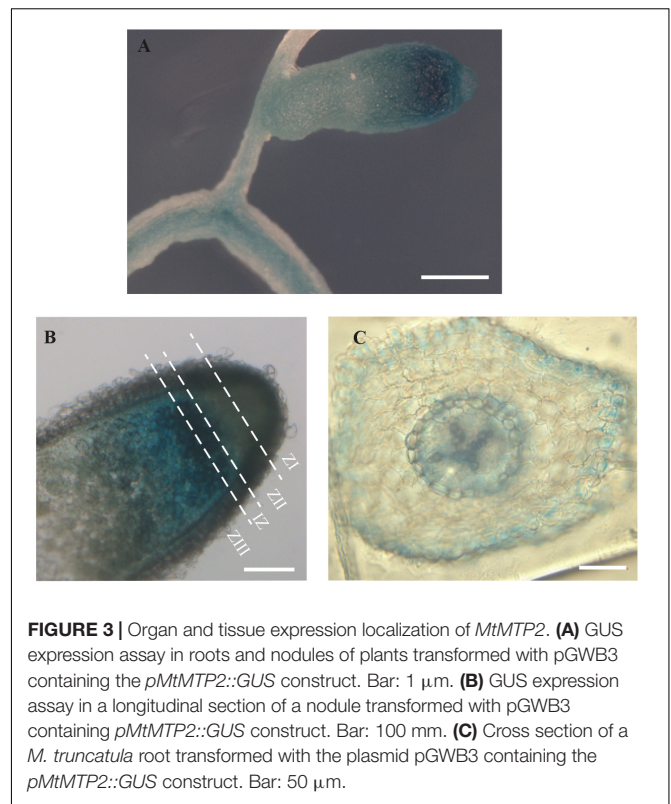 A
B
C
ZI
ZII
IZ
ZIII
FIGURE 3 | Organ and tissue expression localization of MtMTP2. (A) GUS
expression assay in roots and nodules of plants transformed with pGWB3
containing the pMtMTP2::GUS construct. Bar: 1 μm. (B) GUS expression
assay in a longitudinal section of a nodule transformed with pGWB3
containing pMtMTP2::GUS construct. Bar: 100 mm. (C) Cross section of a
M. truncatula root transformed with the plasmid pGWB3 containing the
pMtMTP2::GUS construct. Bar: 50 μm.